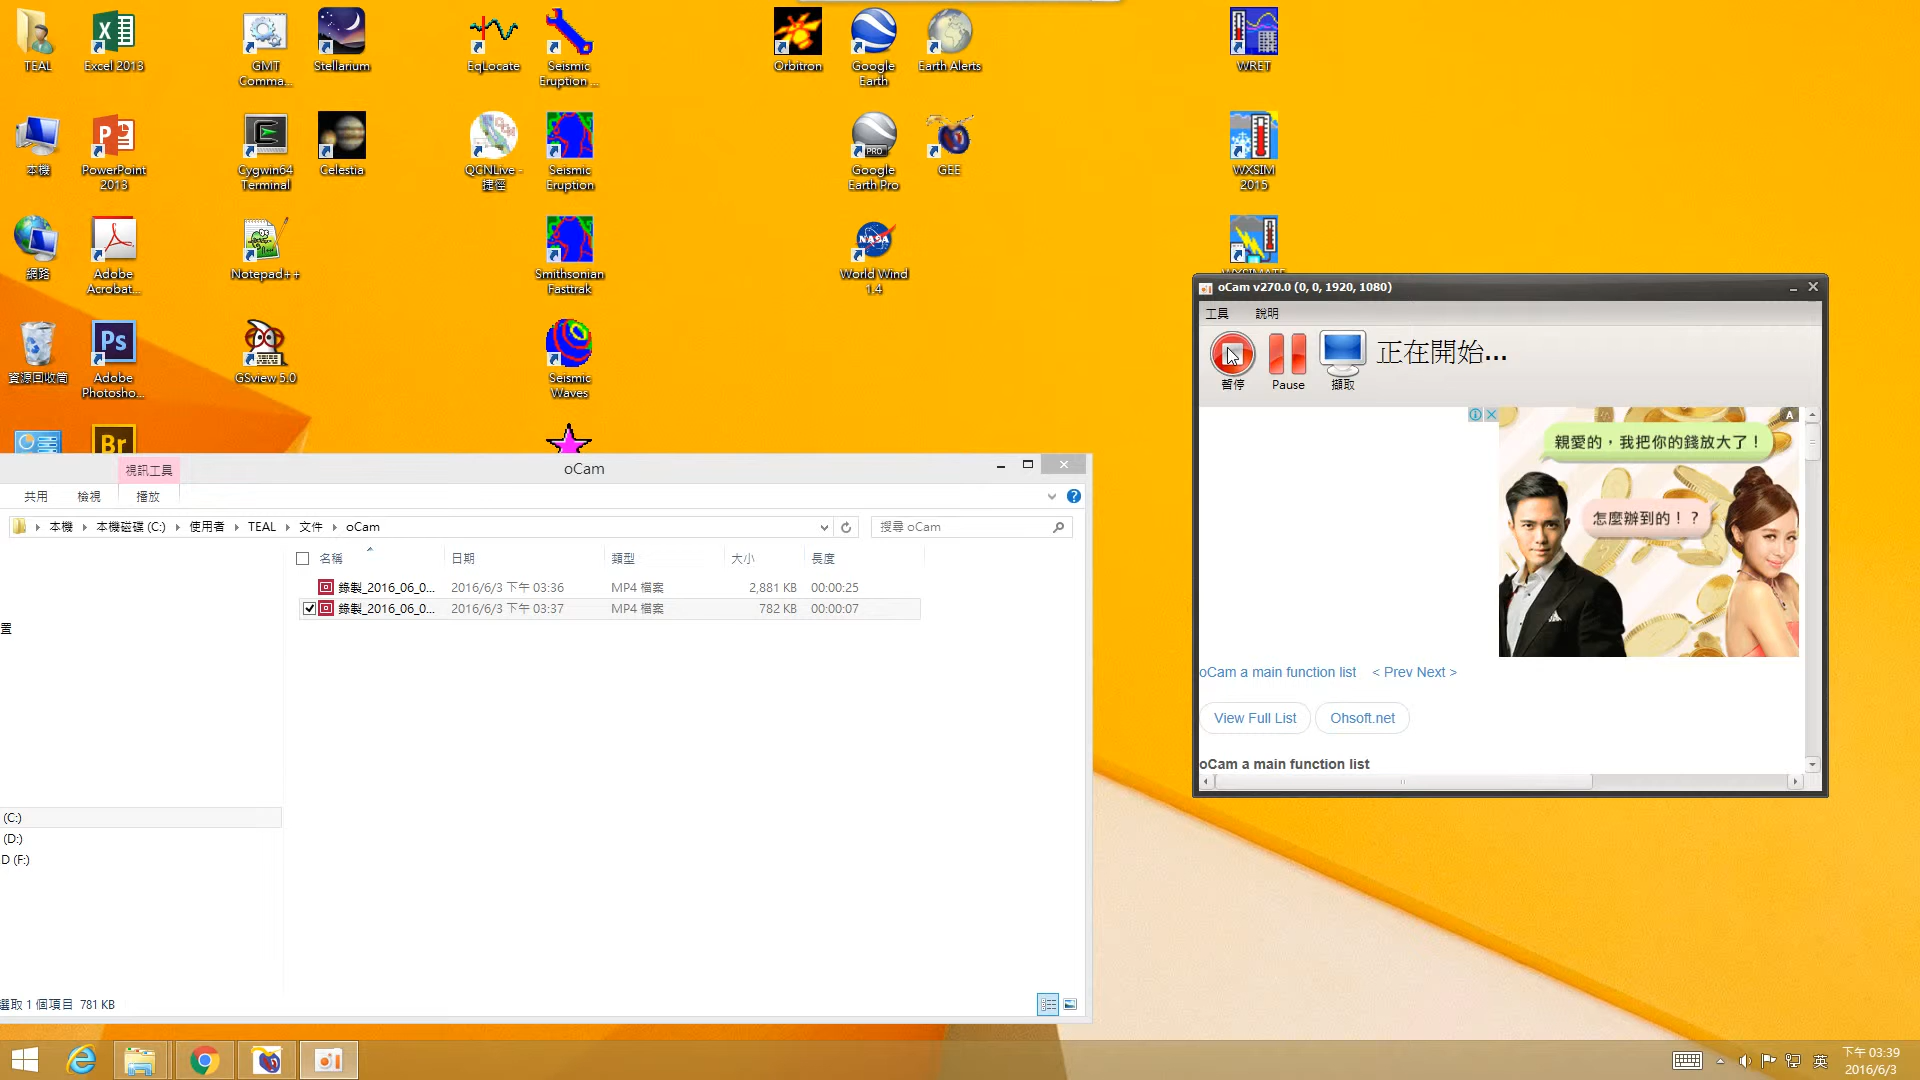 TEAL
Excel 2013
GMT
Comma...
Stellarium
EqLocate
Seismic
Eruption ...
Orbitron
Google
Earth
Earth Alerts
WRET
本機
PowerPoint
2013
Cygwin64
Terminal
Celestia
QCNLive -
捷徑
Seismic
Eruption
Google
Earth Pro
GEE
WXSIM
2015
網路
Adobe
Acrobat...
Notepad++
Smithsonian
Fasttrak
World Wind
1.4
資源回收筒
Adobe
Photosho...
GSview 5.0
Seismic
Waves
oCam v270.0 (0, 0, 1920, 1080)
工具 說明
暫停
Pause
擷取
正在開始...
親愛的，我把你的錢放大了！
怎麼辦到的！？
oCam a main function list < Prev Next >
View Full List Ohsoft.net
oCam a main function list
視訊工具
oCam
共用 檢視 播放
本機 本機磁碟 (C:) 使用者 TEAL 文件 oCam
搜尋 oCam
名稱 日期 類型 大小 長度
錄製_2016_06_0... 2016/6/3 下午 03:36 MP4 檔案 2,881 KB 00:00:25
錄製_2016_06_0... 2016/6/3 下午 03:37 MP4 檔案 782 KB 00:00:07
置
(C:)
(D:)
D (F:)
選取 1 個項目 781 KB
英
下午 03:39
2016/6/3